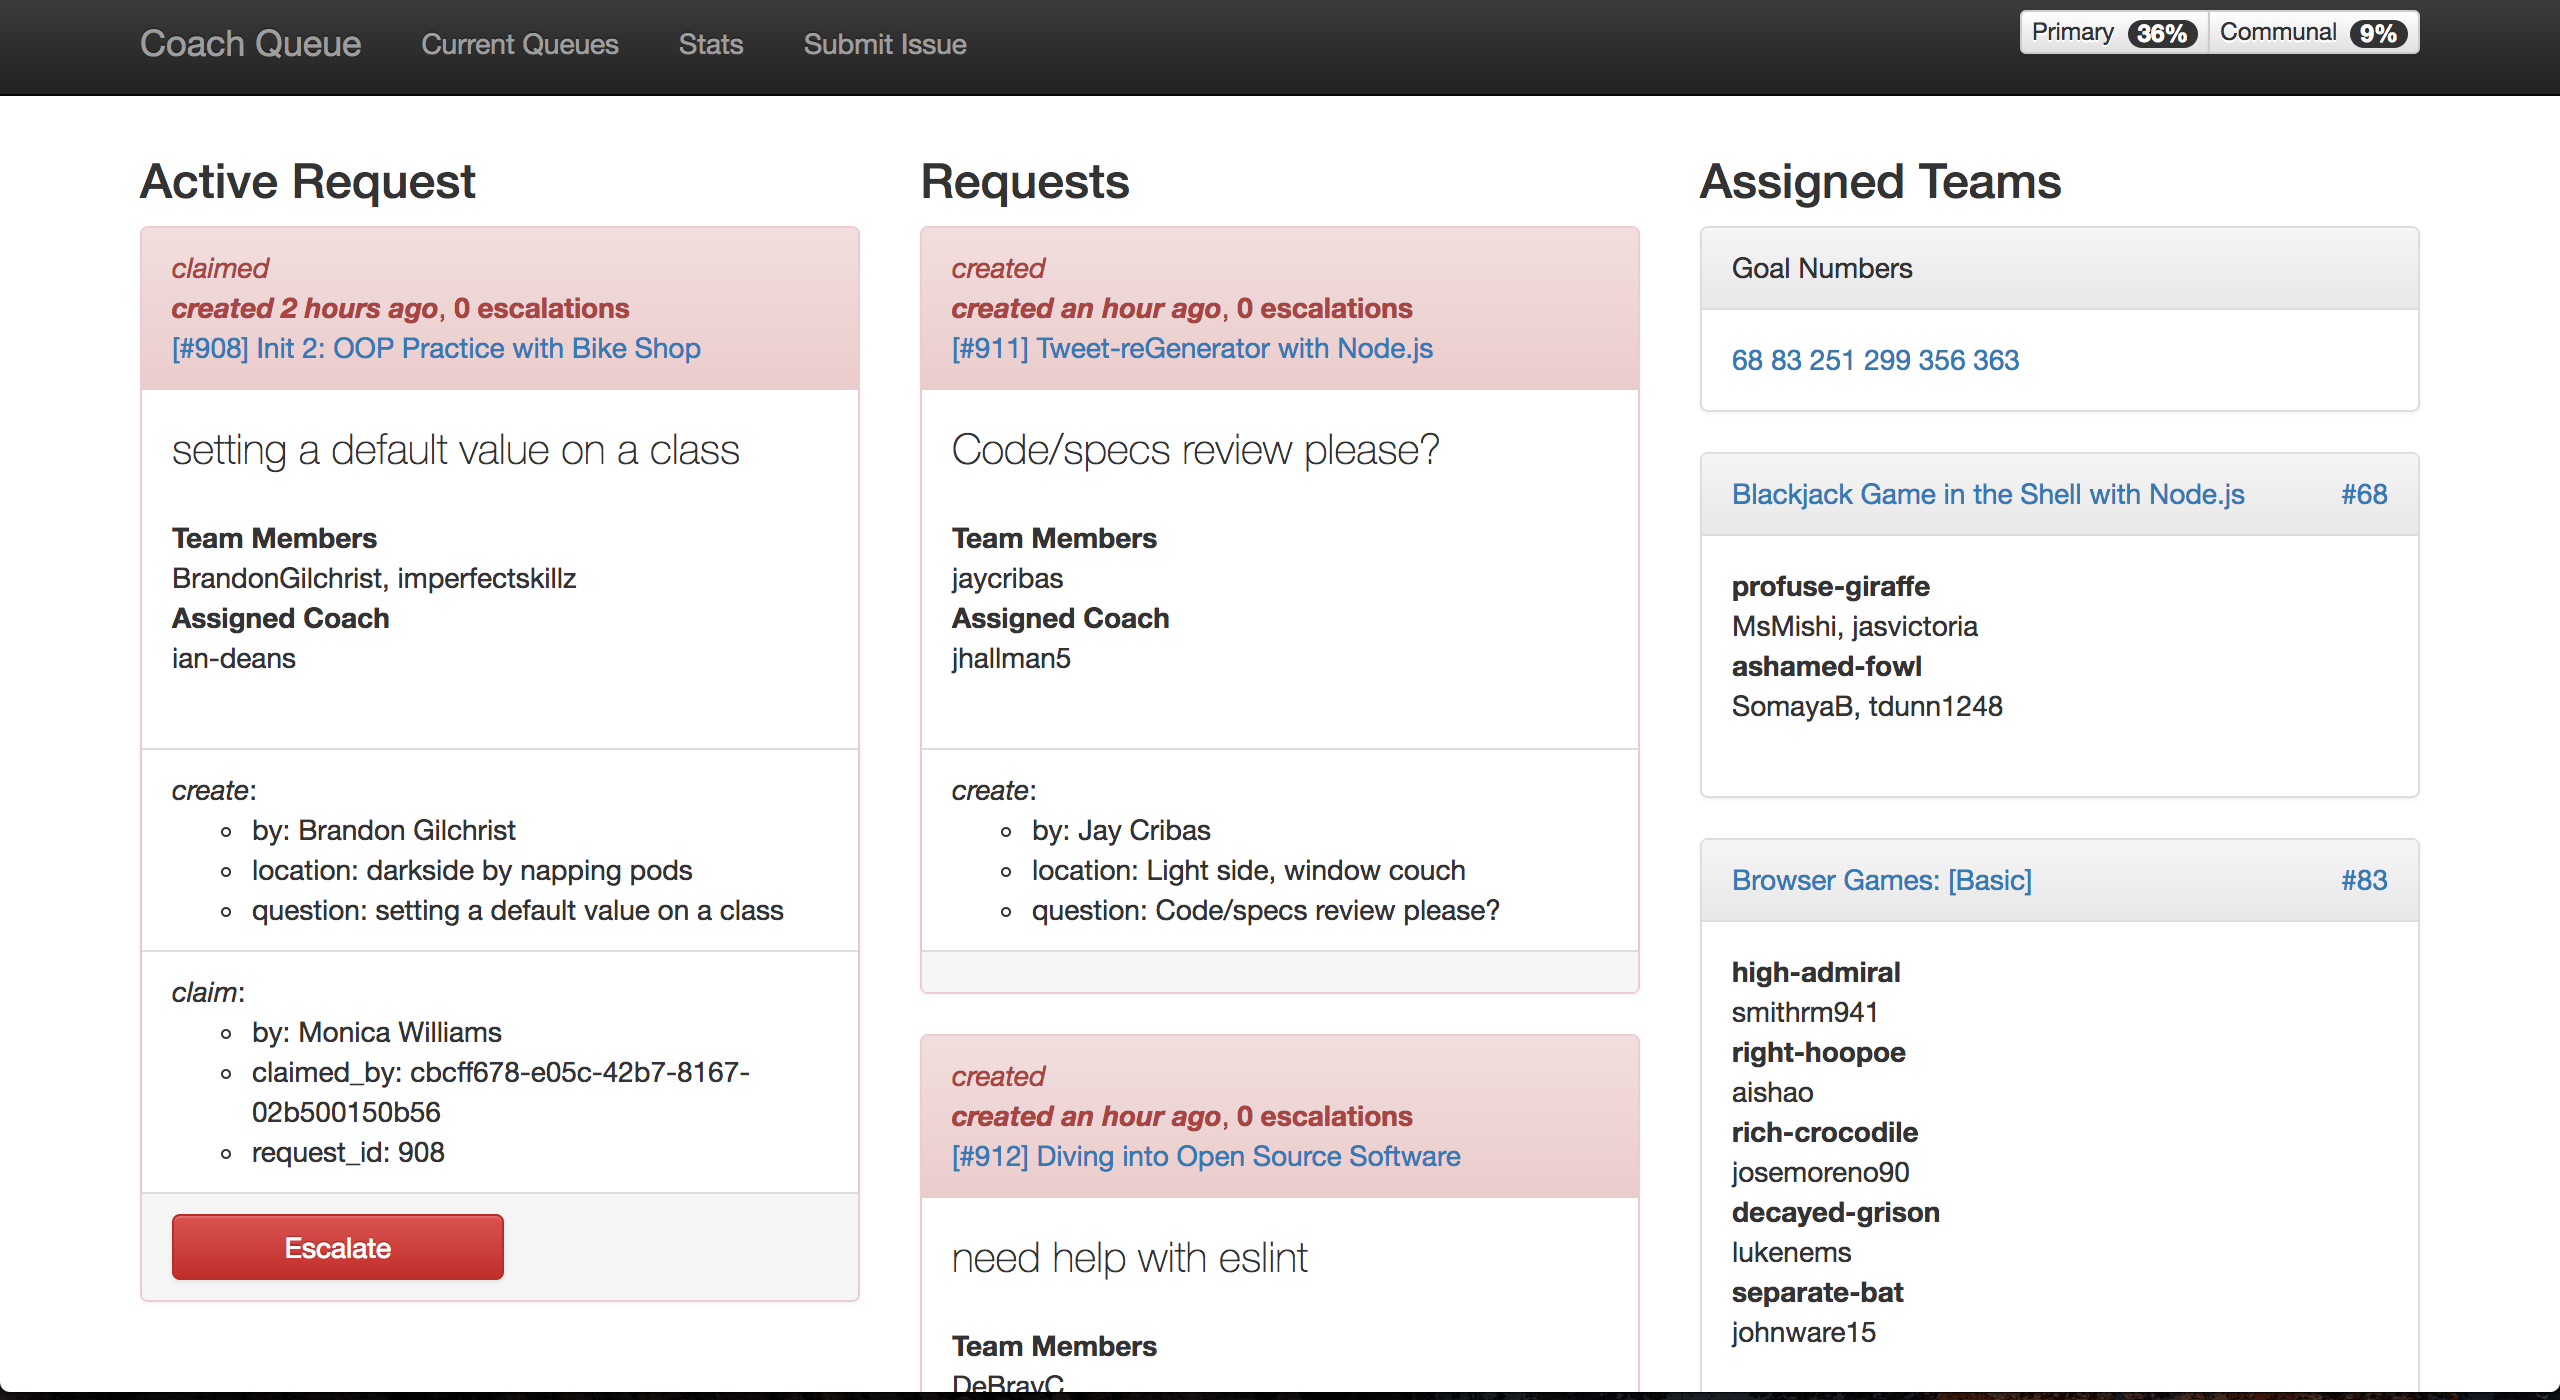 Coach Queue Current Queues Stats Submit Issue Primary 36% Communal 9%
Active Request
claimed
created 2 hours ago, 0 escalations
[#908] Init 2: OOP Practice with Bike Shop
setting a default value on a class
Team Members
BrandonGilchrist, imperfectskillz
Assigned Coach
ian-deans
create:
by: Brandon Gilchrist
location: darkside by napping pods
question: setting a default value on a class
claim:
by: Monica Williams
claimed_by: cbcff678-e05c-42b7-8167-
02b500150b56
request_id: 908
Escalate
Requests
created
created an hour ago, 0 escalations
[#911] Tweet-reGenerator with Node.js
Code/specs review please?
Team Members
jaycribas
Assigned Coach
jhallman5
create:
by: Jay Cribas
location: Light side, window couch
question: Code/specs review please?
created
created an hour ago, 0 escalations
[#912] Diving into Open Source Software
need help with eslint
Team Members
DeBrayC
Assigned Teams
Goal Numbers
68 83 251 299 356 363
Blackjack Game in the Shell with Node.js #68
profuse-giraffe
MsMishi, jasvictoria
ashamed-fowl
SomayaB, tdunn1248
Browser Games: [Basic] #83
high-admiral
smithrm941
right-hoopoe
aishao
rich-crocodile
josemoreno90
decayed-grison
lukenems
separate-bat
johnware15